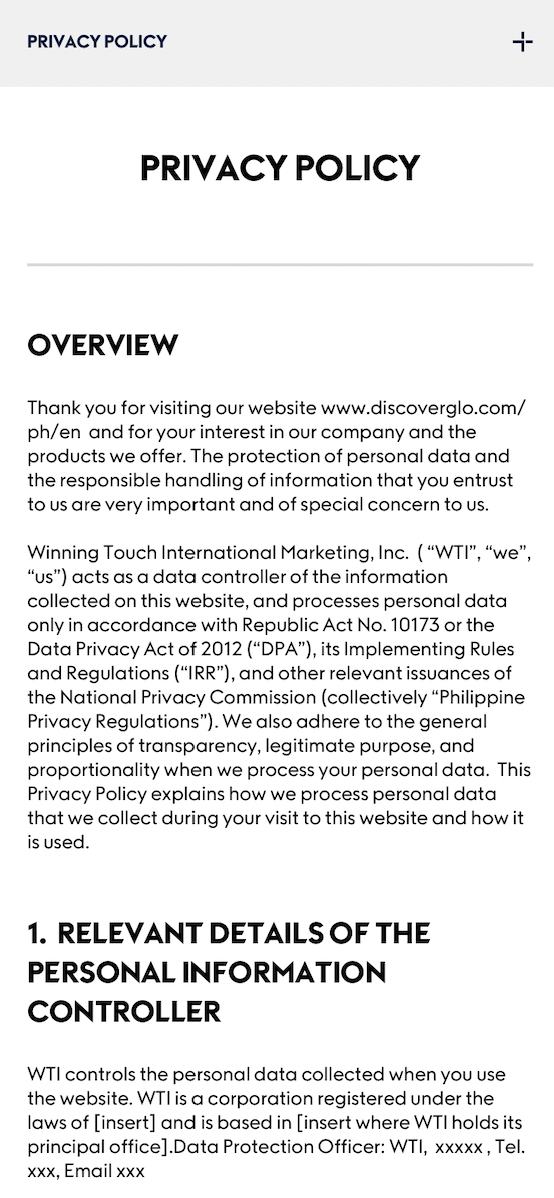 PRIVACY POLICY
PRIVACY POLICY
OVERVIEW
Thank you for visiting our website www.discoverglo.com/
ph/en and for your interest in our company and the
products we offer. The protection of personal data and
the responsible handling of information that you entrust
to us are very important and of special concern to us.
Winning Touch International Marketing, Inc. ( “WTI”, “we”,
“us”) acts as a data controller of the information
collected on this website, and processes personal data
only in accordance with Republic Act No. 10173 or the
Data Privacy Act of 2012 (“DPA”), its Implementing Rules
and Regulations (“IRR”), and other relevant issuances of
the National Privacy Commission (collectively “Philippine
Privacy Regulations”). We also adhere to the general
principles of transparency, legitimate purpose, and
proportionality when we process your personal data. This
Privacy Policy explains how we process personal data
that we collect during your visit to this website and how it
is used.
1. RELEVANT DETAILS OF THE
PERSONAL INFORMATION
CONTROLLER
WTI controls the personal data collected when you use
the website. WTI is a corporation registered under the
laws of [insert] and is based in [insert where WTI holds its
principal office].Data Protection Officer: WTI, xxxxx , Tel.
xxx, Email xxx